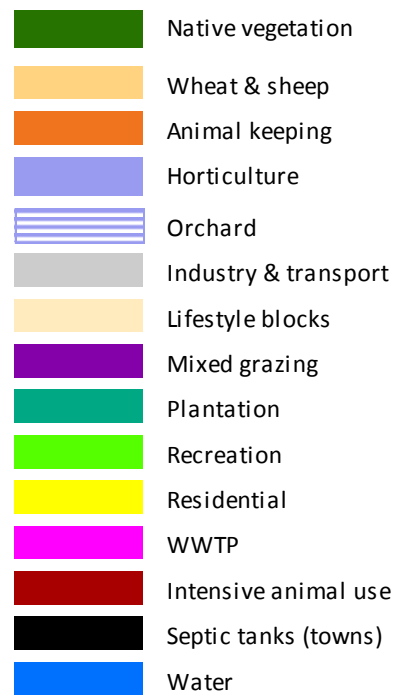 Native vegetation
Wheat & sheep
Animal keeping
Horticulture
Orchard
Industry & transport
Lifestyle blocks
Mixed grazing
Plantation
Recreation
Residential
WWTP
Intensive animal use
Septic tanks (towns)
Water